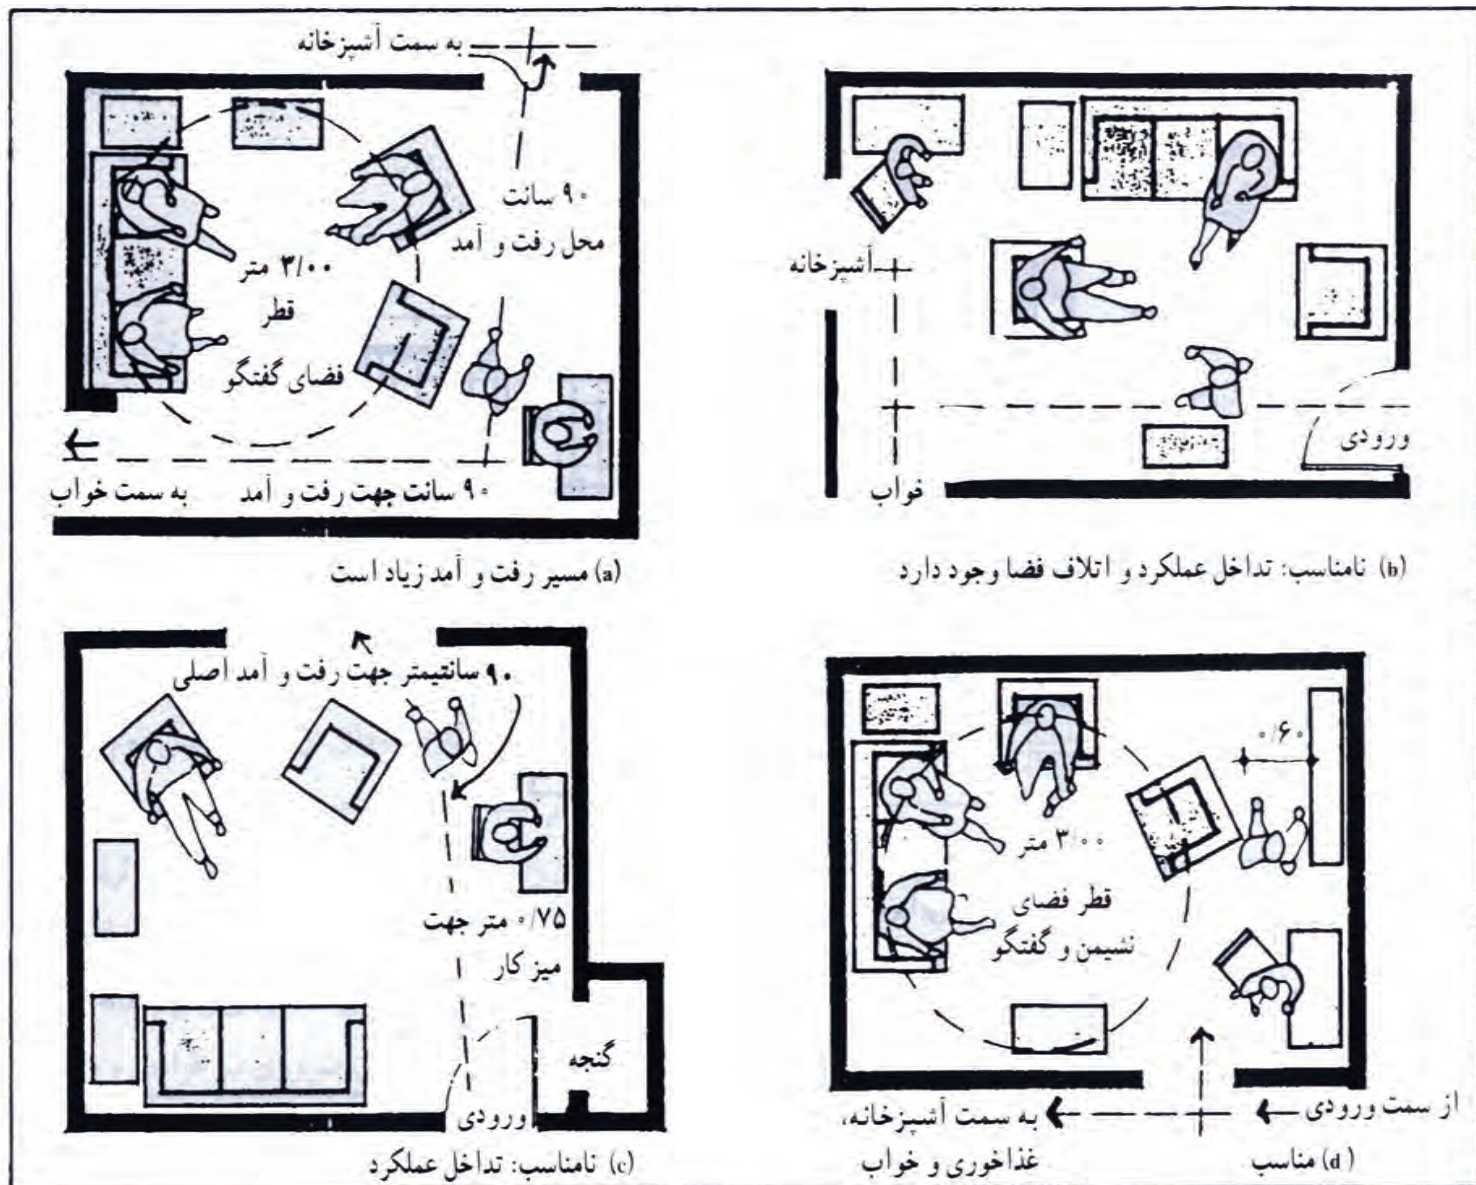 به سمت آشپزخانه
۹۰ سانت
محل رفت و آمد
۳/۰۰ متر
قطر
فضای گفتگو
به سمت خواب
۹۰ سانت جهت رفت و آمد
(a) مسیر رفت و آمد زیاد است
آشپزخانه
ورودی
خواب
(b) نامناسب: تداخل عملکرد و اتلاف فضا وجود دارد
۹۰ سانتیمتر جهت رفت و آمد اصلی
۰/۷۵ متر جهت
میز کار
گنجه
ورودی
(c) نامناسب: تداخل عملکرد
۰/۶۰
۳/۰۰ متر
قطر فضای
نشیمن و گفتگو
از سمت ورودی
به سمت آشپزخانه،
غذاخوری و خواب
(d) مناسب